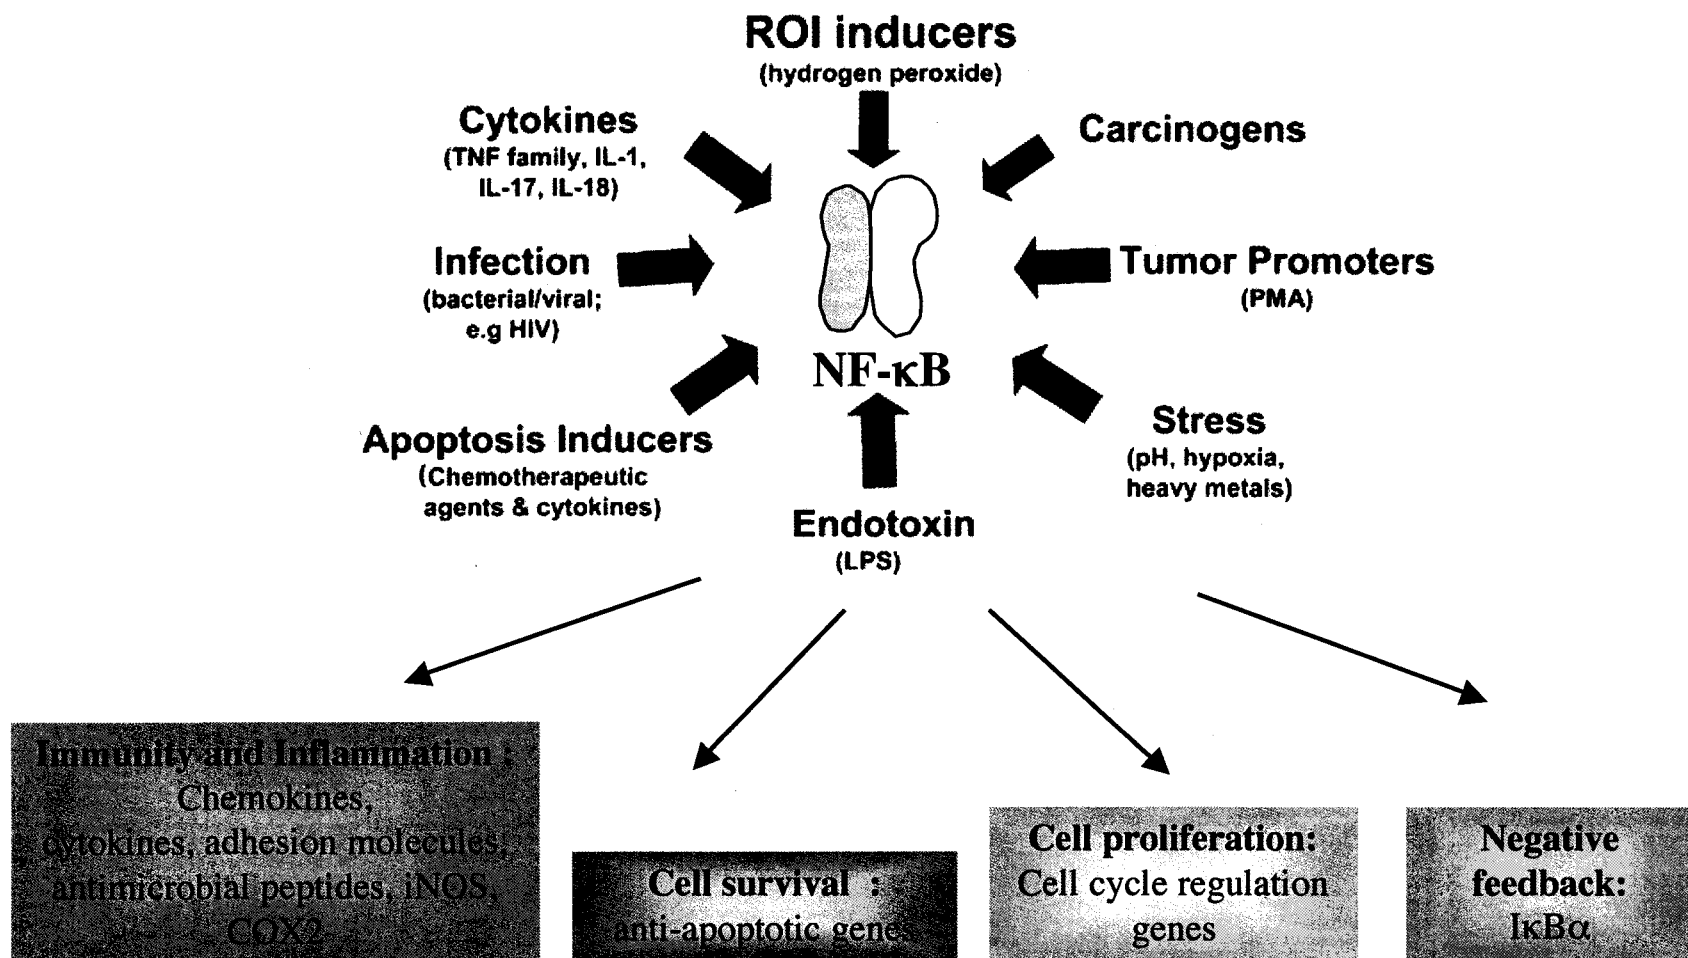 ROI inducers
(hydrogen peroxide)
Cytokines
(TNF family, IL-1,
IL-17, IL-18)
Carcinogens
Infection
(bacterial/viral;
e.g HIV)
Tumor Promoters
(PMA)
NF-κB
Apoptosis Inducers
(Chemotherapeutic
agents & cytokines)
Stress
(pH, hypoxia,
heavy metals)
Endotoxin
(LPS)
Immunity and Inflammation :
Chemokines,
cytokines, adhesion molecules,
antimicrobial peptides, iNOS,
COX2
Cell survival :
anti-apoptotic genes
Cell proliferation:
Cell cycle regulation
genes
Negative
feedback:
IκBα